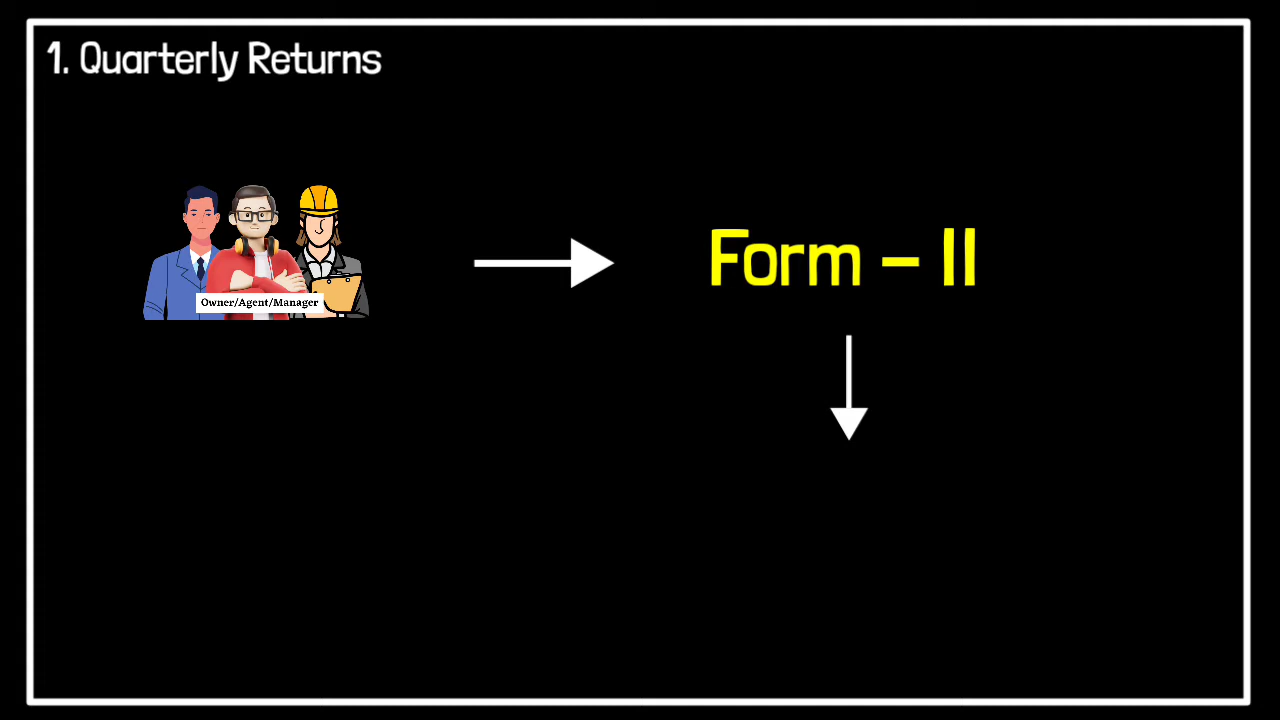 1. Quarterly Returns
Owner/Agent/Manager
Form – II